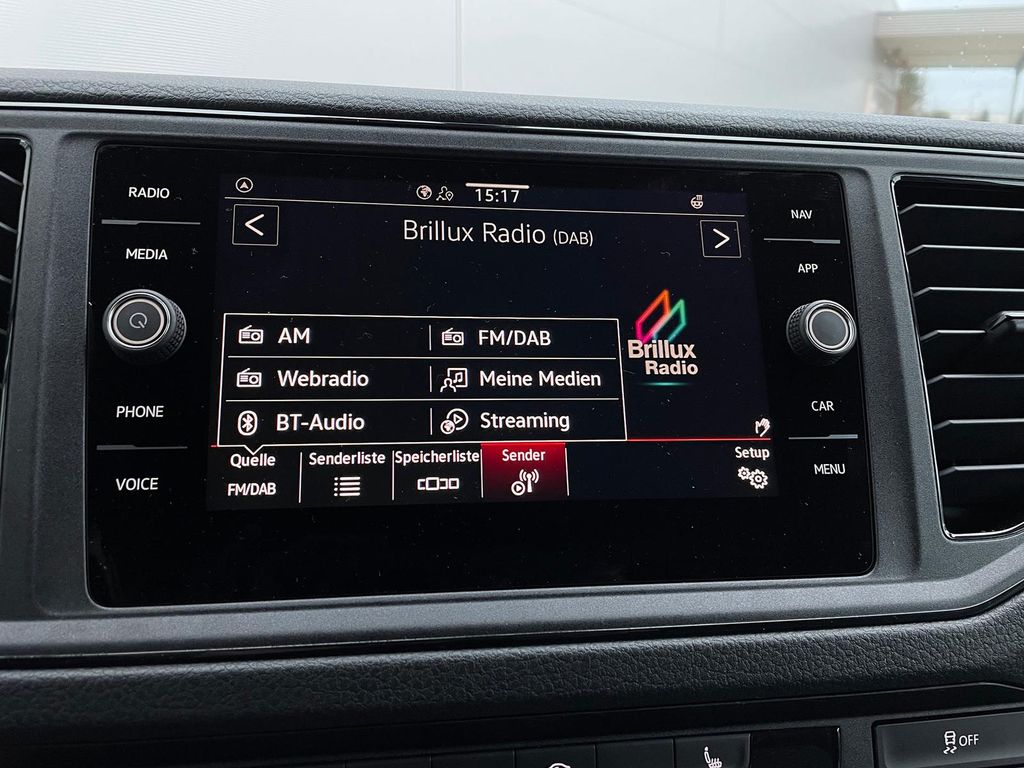 15:17
RADIO
NAV
Brillux Radio (DAB)
MEDIA
APP
AM
FM/DAB
Brillux
Radio
Webradio
Meine Medien
BT-Audio
Streaming
PHONE
CAR
Quelle
FM/DAB
Senderliste
Speicherliste
Sender
Setup
VOICE
MENU
OFF